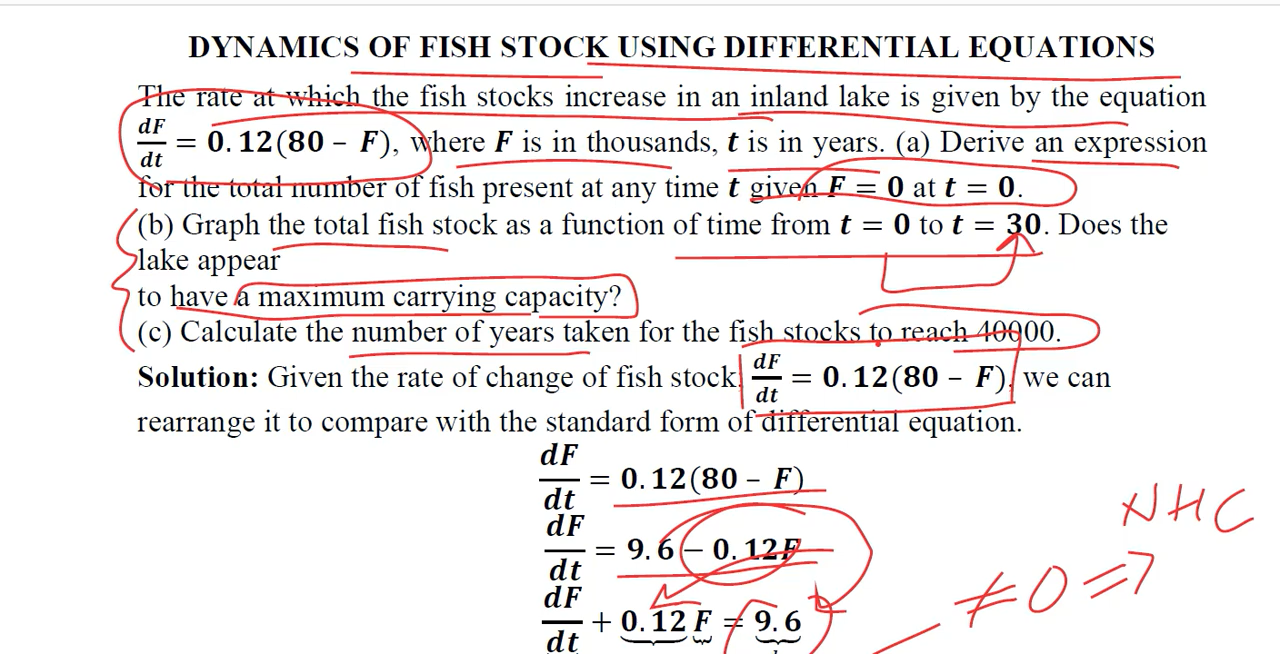 DYNAMICS OF FISH STOCK USING DIFFERENTIAL EQUATIONS
The rate at which the fish stocks increase in an inland lake is given by the equation
dF/dt = 0.12(80 − F), where F is in thousands, t is in years. (a) Derive an expression
for the total number of fish present at any time t given F = 0 at t = 0.
(b) Graph the total fish stock as a function of time from t = 0 to t = 30. Does the
lake appear
to have a maximum carrying capacity?
(c) Calculate the number of years taken for the fish stocks to reach 40000.
Solution: Given the rate of change of fish stock, dF/dt = 0.12(80 − F), we can
rearrange it to compare with the standard form of differential equation.
dF/dt = 0.12(80 − F)
dF/dt = 9.6 − 0.12F
dF/dt + 0.12 F = 9.6
NHC
≠0 ⇒